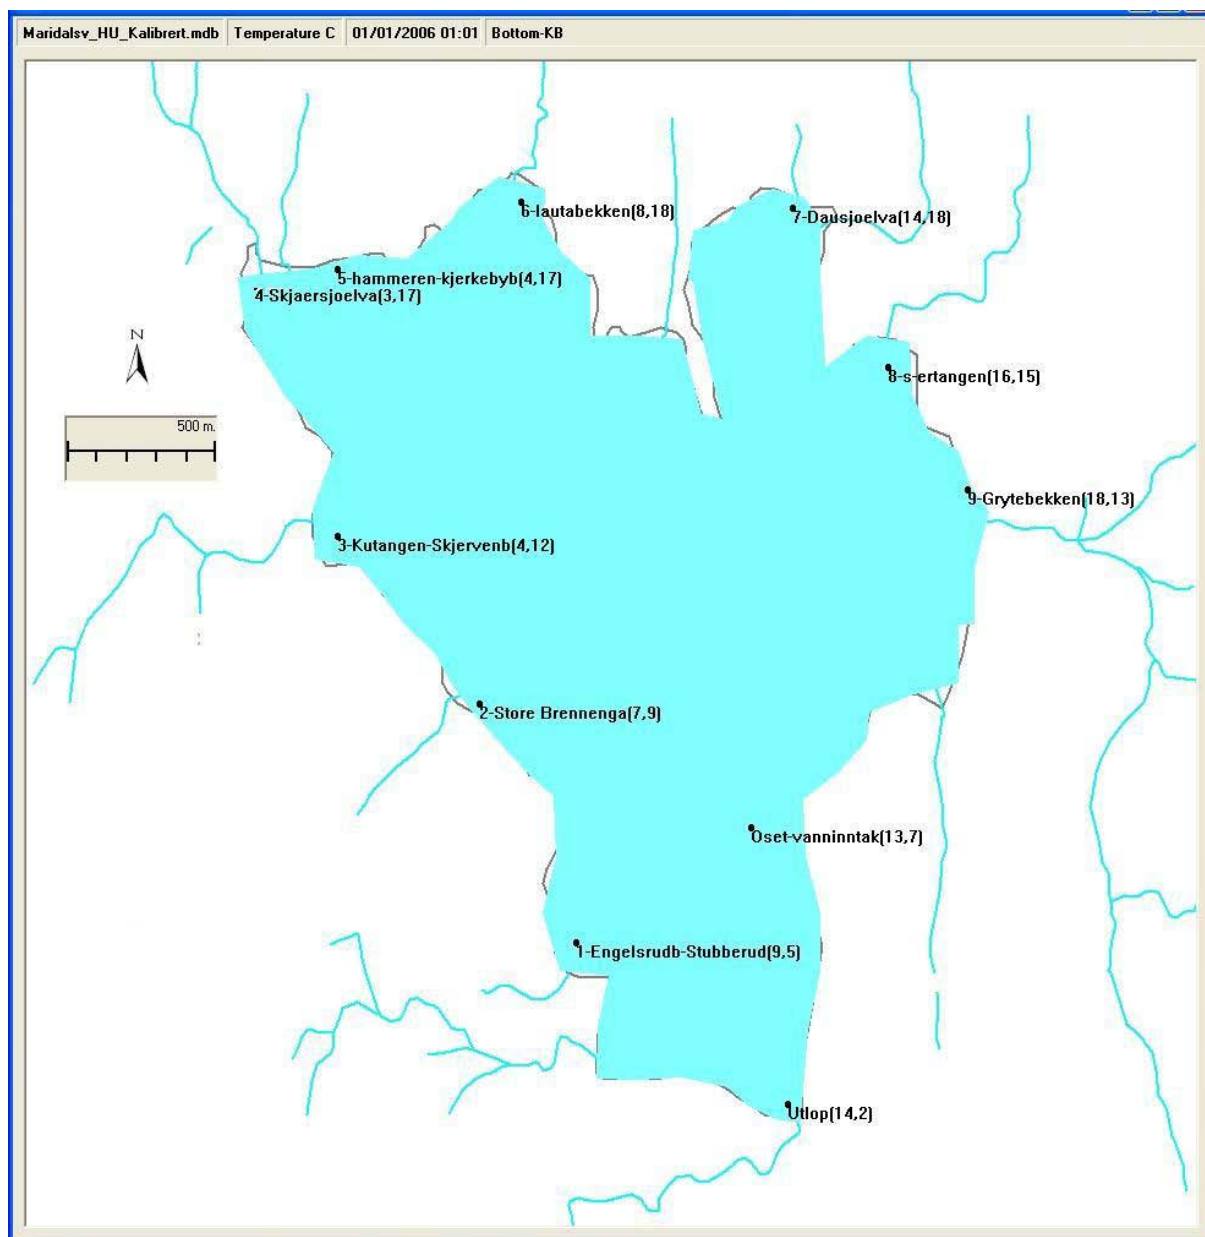 Maridalsv_HU_Kalibrert.mdb Temperature C 01/01/2006 01:01 Bottom-KB
6-lautabekken(8,18)
7-Dausjoelva(14,18)
5-hammeren-kjerkebyb(4,17)
4-Skjaersjoelva(3,17)
N
8-s-ertangen(16,15)
500 m.
9-Grytebekken(18,13)
3-Kutangen-Skjervenb(4,12)
2-Store Brennenga(7,9)
Oset-vanninntak(13,7)
1-Engelsrudb-Stubberud(9,5)
Utlop(14,2)